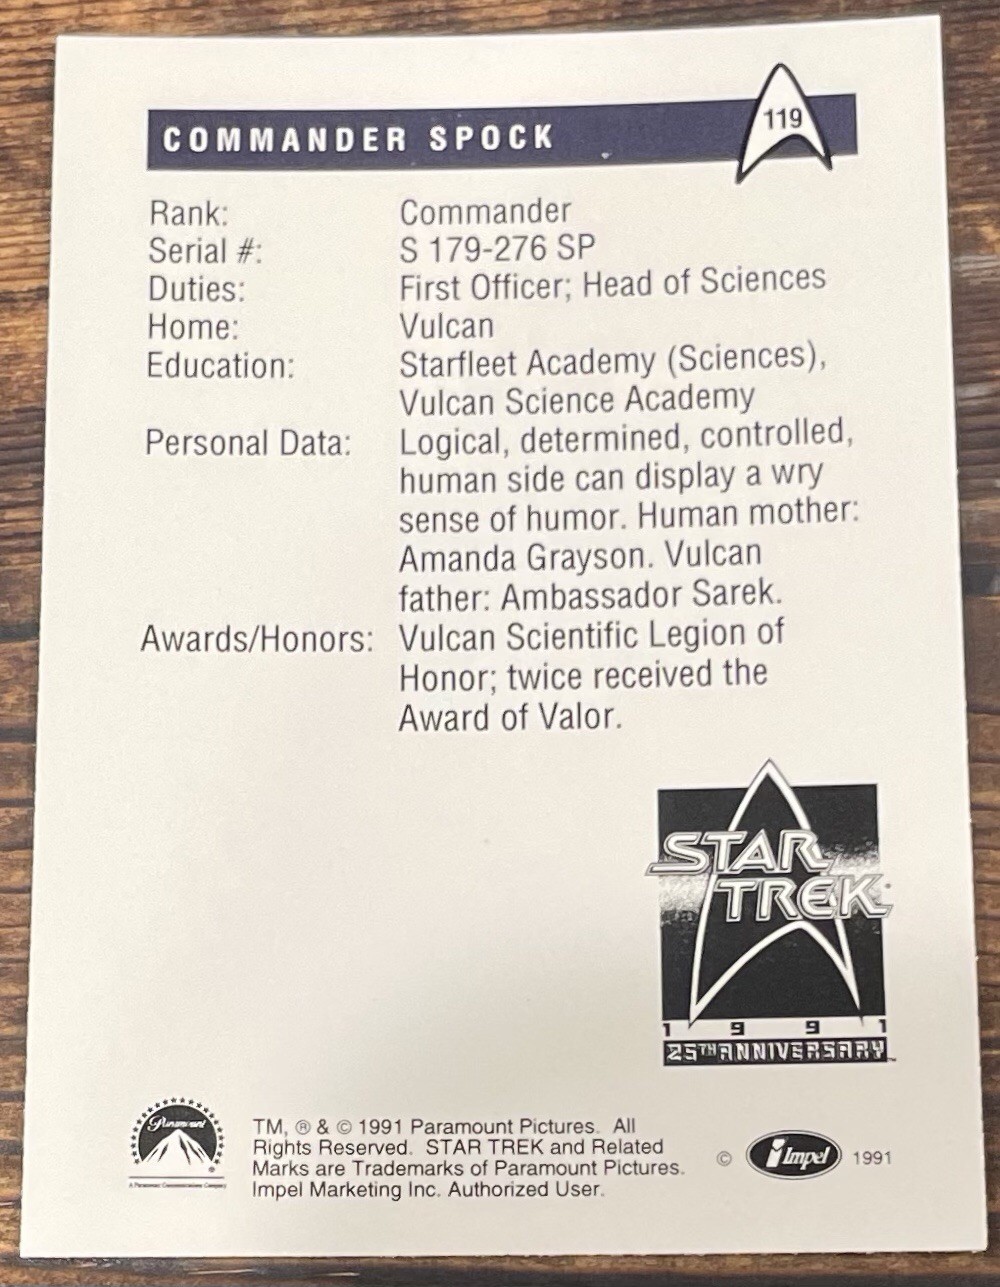 COMMANDER SPOCK 119
Rank: Commander
Serial #: S 179-276 SP
Duties: First Officer; Head of Sciences
Home: Vulcan
Education: Starfleet Academy (Sciences),
Vulcan Science Academy
Personal Data: Logical, determined, controlled,
human side can display a wry
sense of humor. Human mother:
Amanda Grayson. Vulcan
father: Ambassador Sarek.
Awards/Honors: Vulcan Scientific Legion of
Honor; twice received the
Award of Valor.
STAR
TREK
1 9 9 1
25TH ANNIVERSARY
Paramount
A Paramount Communications Company
TM, ® & © 1991 Paramount Pictures. All
Rights Reserved. STAR TREK and Related
Marks are Trademarks of Paramount Pictures.
Impel Marketing Inc. Authorized User.
© Impel 1991